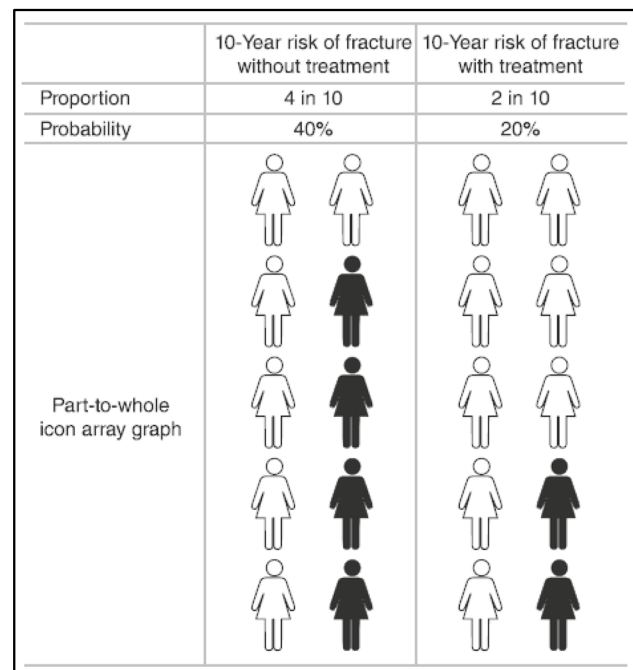 10-Year risk of fracture
without treatment
10-Year risk of fracture
with treatment
Proportion
4 in 10
2 in 10
Probability
40%
20%
Part-to-whole
icon array graph